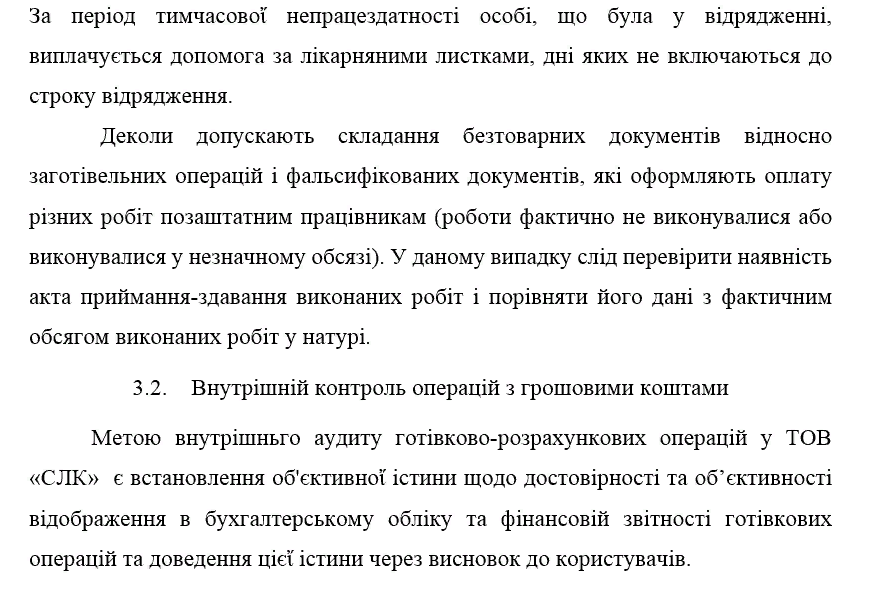 За період тимчасової непрацездатності особі, що була у відрядженні,
виплачується допомога за лікарняними листками, дні яких не включаються до
строку відрядження.
Деколи допускають складання безтоварних документів відносно
заготівельних операцій і фальсифікованих документів, які оформляють оплату
різних робіт позаштатним працівникам (роботи фактично не виконувалися або
виконувалися у незначному обсязі). У даному випадку слід перевірити наявність
акта приймання-здавання виконаних робіт і порівняти його дані з фактичним
обсягом виконаних робіт у натурі.
3.2. Внутрішній контроль операцій з грошовими коштами
Метою внутрішнього аудиту готівково-розрахункових операцій у ТОВ
«СЛК» є встановлення об'єктивної істини щодо достовірності та об’єктивності
відображення в бухгалтерському обліку та фінансовій звітності готівкових
операцій та доведення цієї істини через висновок до користувачів.